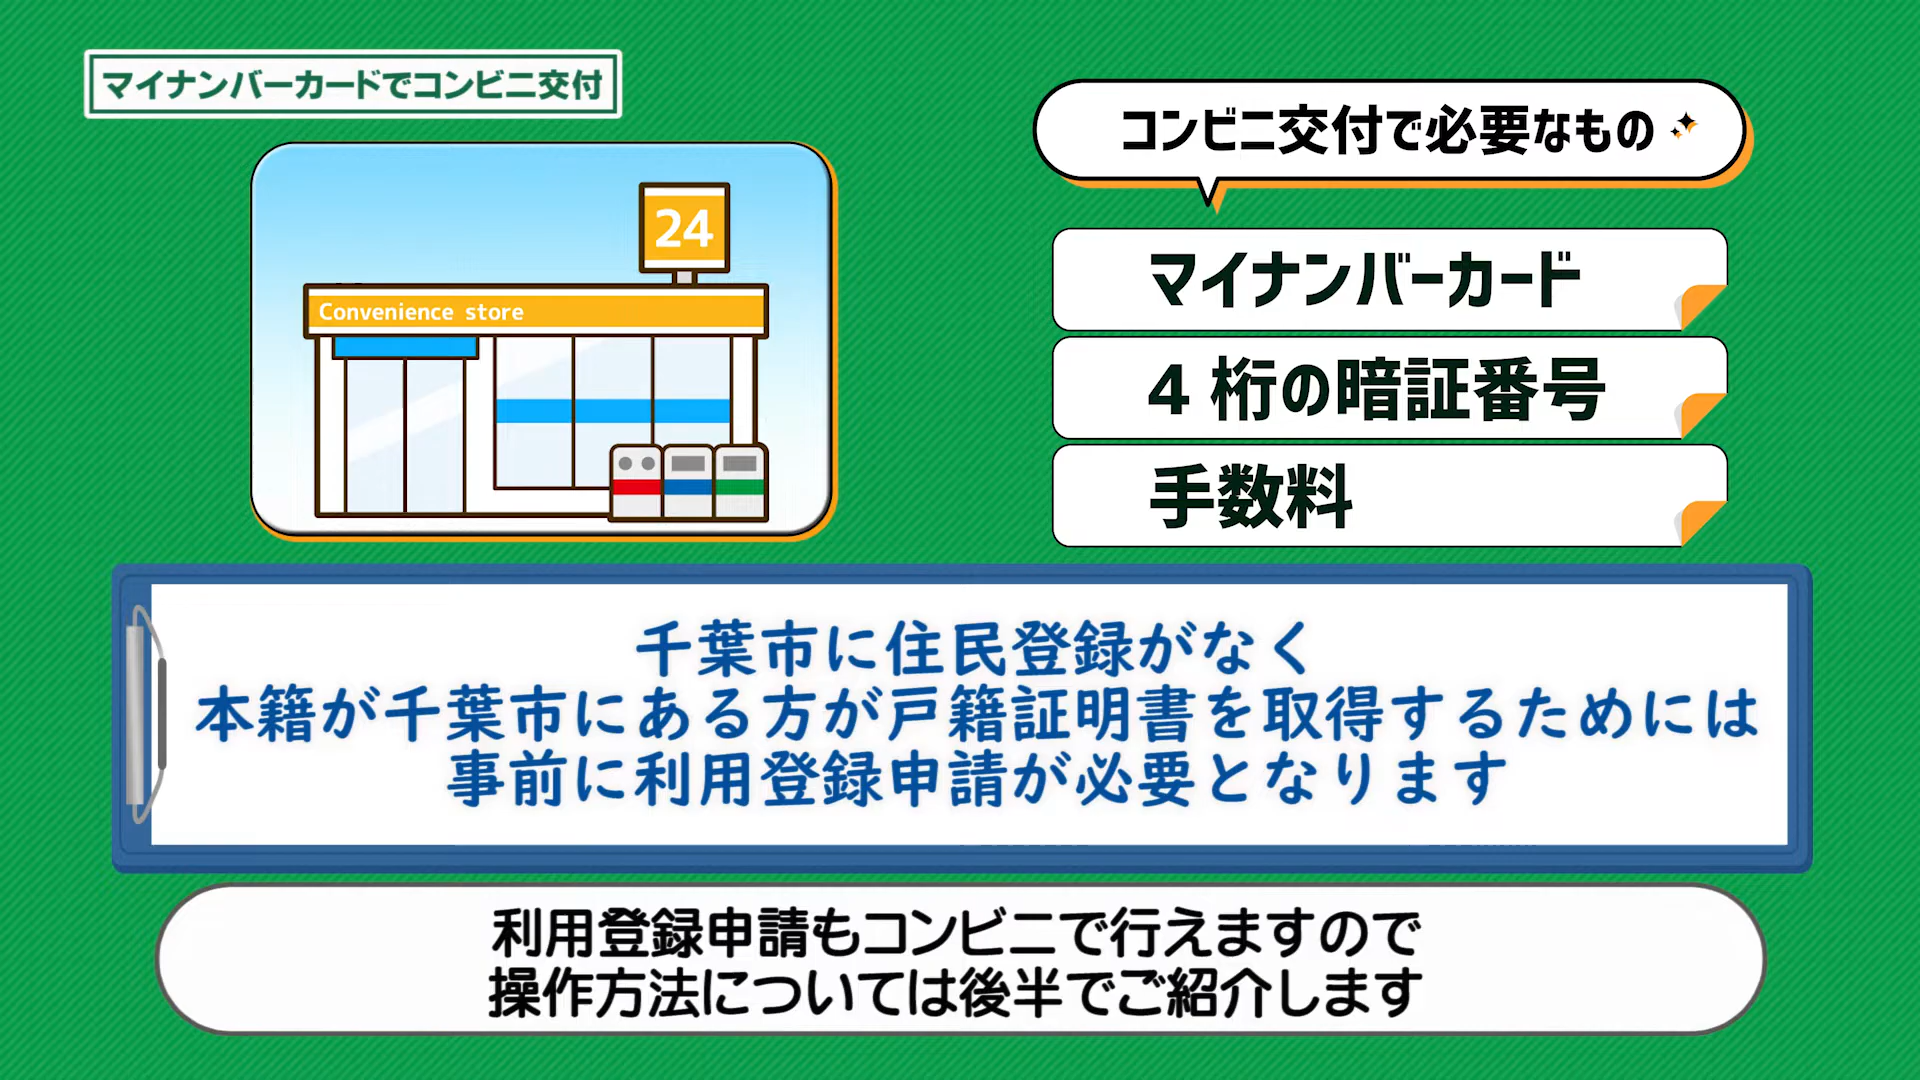 マイナンバーカードでコンビニ交付
24
Convenience store
コンビニ交付で必要なもの
マイナンバーカード
4桁の暗証番号
手数料
千葉市に住民登録がなく
本籍が千葉市にある方が戸籍証明書を取得するためには
事前に利用登録申請が必要となります
利用登録申請もコンビニで行えますので
操作方法については後半でご紹介します